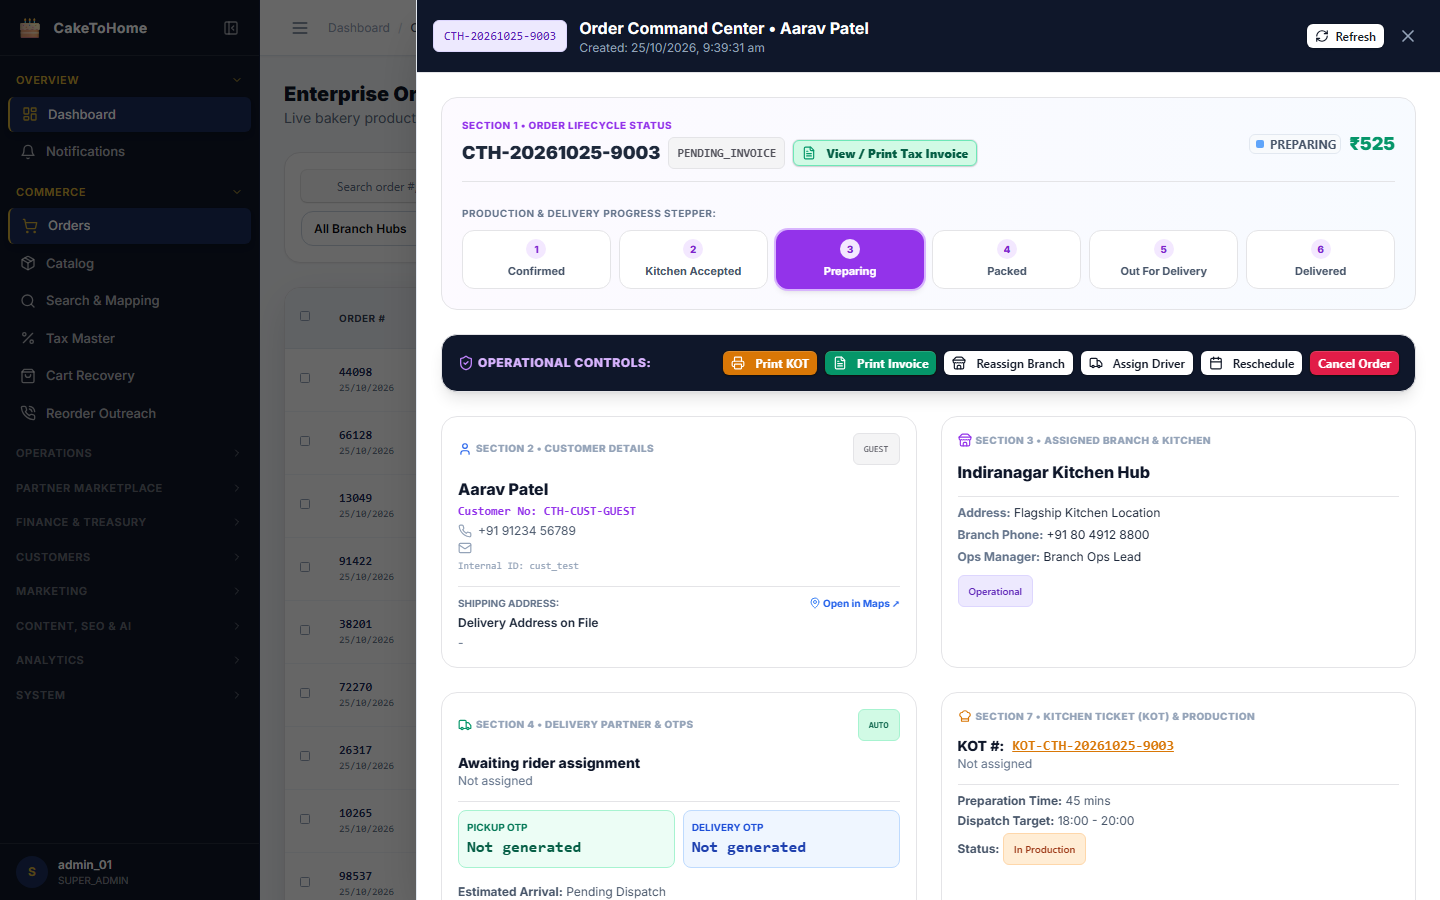 CakeToHome
OVERVIEW
Dashboard
Notifications
COMMERCE
Orders
Catalog
Search & Mapping
Tax Master
Cart Recovery
Reorder Outreach
OPERATIONS
PARTNER MARKETPLACE
FINANCE & TREASURY
CUSTOMERS
MARKETING
CONTENT, SEO & AI
ANALYTICS
SYSTEM
S
admin_01
SUPER_ADMIN
Dashboard /
Enterprise Or
Live bakery product
Search order #
All Branch Hubs
ORDER #
44098
25/10/2026
66128
25/10/2026
13049
25/10/2026
91422
25/10/2026
38201
25/10/2026
72270
25/10/2026
26317
25/10/2026
10265
25/10/2026
98537
25/10/2026
CTH-20261025-9003
Order Command Center • Aarav Patel
Created: 25/10/2026, 9:39:31 am
Refresh
SECTION 1 • ORDER LIFECYCLE STATUS
CTH-20261025-9003 PENDING_INVOICE View / Print Tax Invoice
PREPARING ₹525
PRODUCTION & DELIVERY PROGRESS STEPPER:
1 Confirmed
2 Kitchen Accepted
3 Preparing
4 Packed
5 Out For Delivery
6 Delivered
OPERATIONAL CONTROLS:
Print KOT
Print Invoice
Reassign Branch
Assign Driver
Reschedule
Cancel Order
SECTION 2 • CUSTOMER DETAILS
GUEST
Aarav Patel
Customer No: CTH-CUST-GUEST
+91 91234 56789
Internal ID: cust_test
SHIPPING ADDRESS:
Open in Maps ↗
Delivery Address on File
-
SECTION 3 • ASSIGNED BRANCH & KITCHEN
Indiranagar Kitchen Hub
Address: Flagship Kitchen Location
Branch Phone: +91 80 4912 8800
Ops Manager: Branch Ops Lead
Operational
SECTION 4 • DELIVERY PARTNER & OTPS
AUTO
Awaiting rider assignment
Not assigned
PICKUP OTP
Not generated
DELIVERY OTP
Not generated
Estimated Arrival: Pending Dispatch
SECTION 7 • KITCHEN TICKET (KOT) & PRODUCTION
KOT #: KOT-CTH-20261025-9003
Not assigned
Preparation Time: 45 mins
Dispatch Target: 18:00 - 20:00
Status: In Production